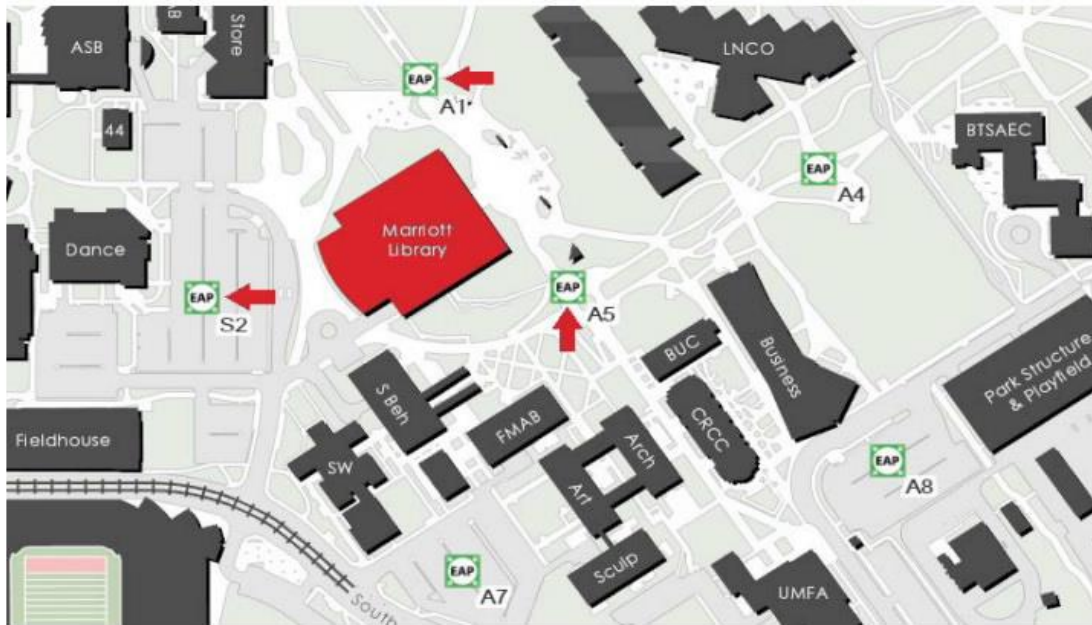 ASB
AB
Store
LNCO
EAP
A1
44
BTSAEC
EAP
A4
Marriott
Library
Dance
EAP
S2
EAP
A5
BUC
Business
Park Structure
& Playfield
S Beh
CRCC
FMAB
Arch
Fieldhouse
SW
Art
EAP
A8
EAP
A7
Sculp
UMFA
South